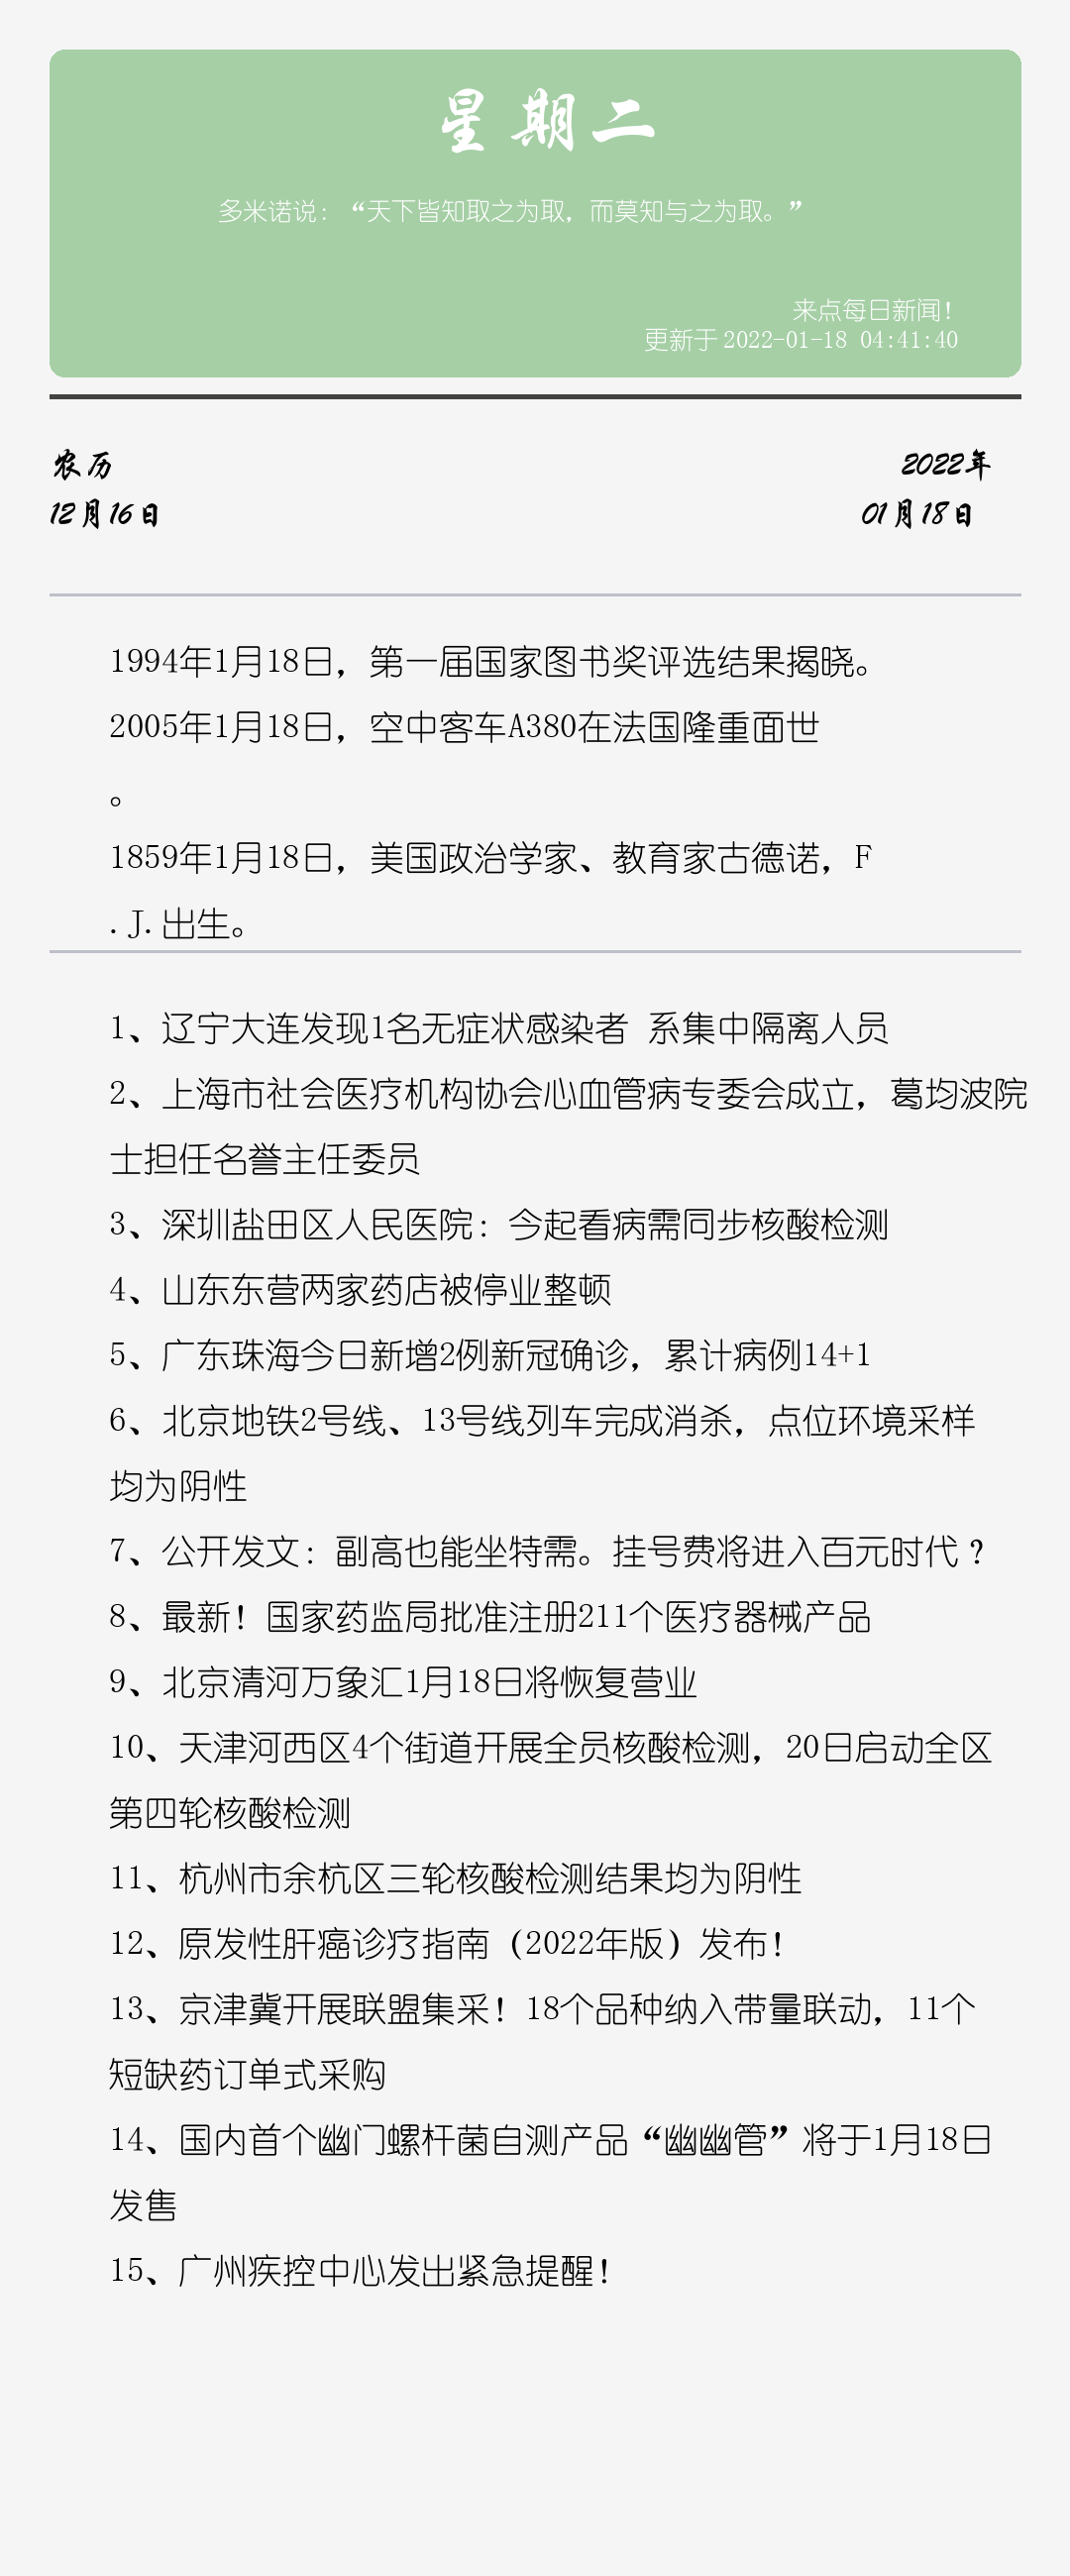 星期二
多米诺说：“天下皆知取之为取，而莫知与之为取。”
来点每日新闻！
更新于2022-01-18 04:41:40
农历
2022年
12月16日
01月18日
1994年1月18日，第一届国家图书奖评选结果揭晓。
2005年1月18日，空中客车A380在法国隆重面世
。
1859年1月18日，美国政治学家、教育家古德诺，F
.J.出生。
1、辽宁大连发现1名无症状感染者 系集中隔离人员
2、上海市社会医疗机构协会心血管病专委会成立，葛均波院
士担任名誉主任委员
3、深圳盐田区人民医院：今起看病需同步核酸检测
4、山东东营两家药店被停业整顿
5、广东珠海今日新增2例新冠确诊，累计病例14+1
6、北京地铁2号线、13号线列车完成消杀，点位环境采样
均为阴性
7、公开发文：副高也能坐特需。挂号费将进入百元时代？
8、最新！国家药监局批准注册211个医疗器械产品
9、北京清河万象汇1月18日将恢复营业
10、天津河西区4个街道开展全员核酸检测，20日启动全区
第四轮核酸检测
11、杭州市余杭区三轮核酸检测结果均为阴性
12、原发性肝癌诊疗指南（2022年版）发布！
13、京津冀开展联盟集采！18个品种纳入带量联动，11个
短缺药订单式采购
14、国内首个幽门螺杆菌自测产品“幽幽管”将于1月18日
发售
15、广州疾控中心发出紧急提醒！